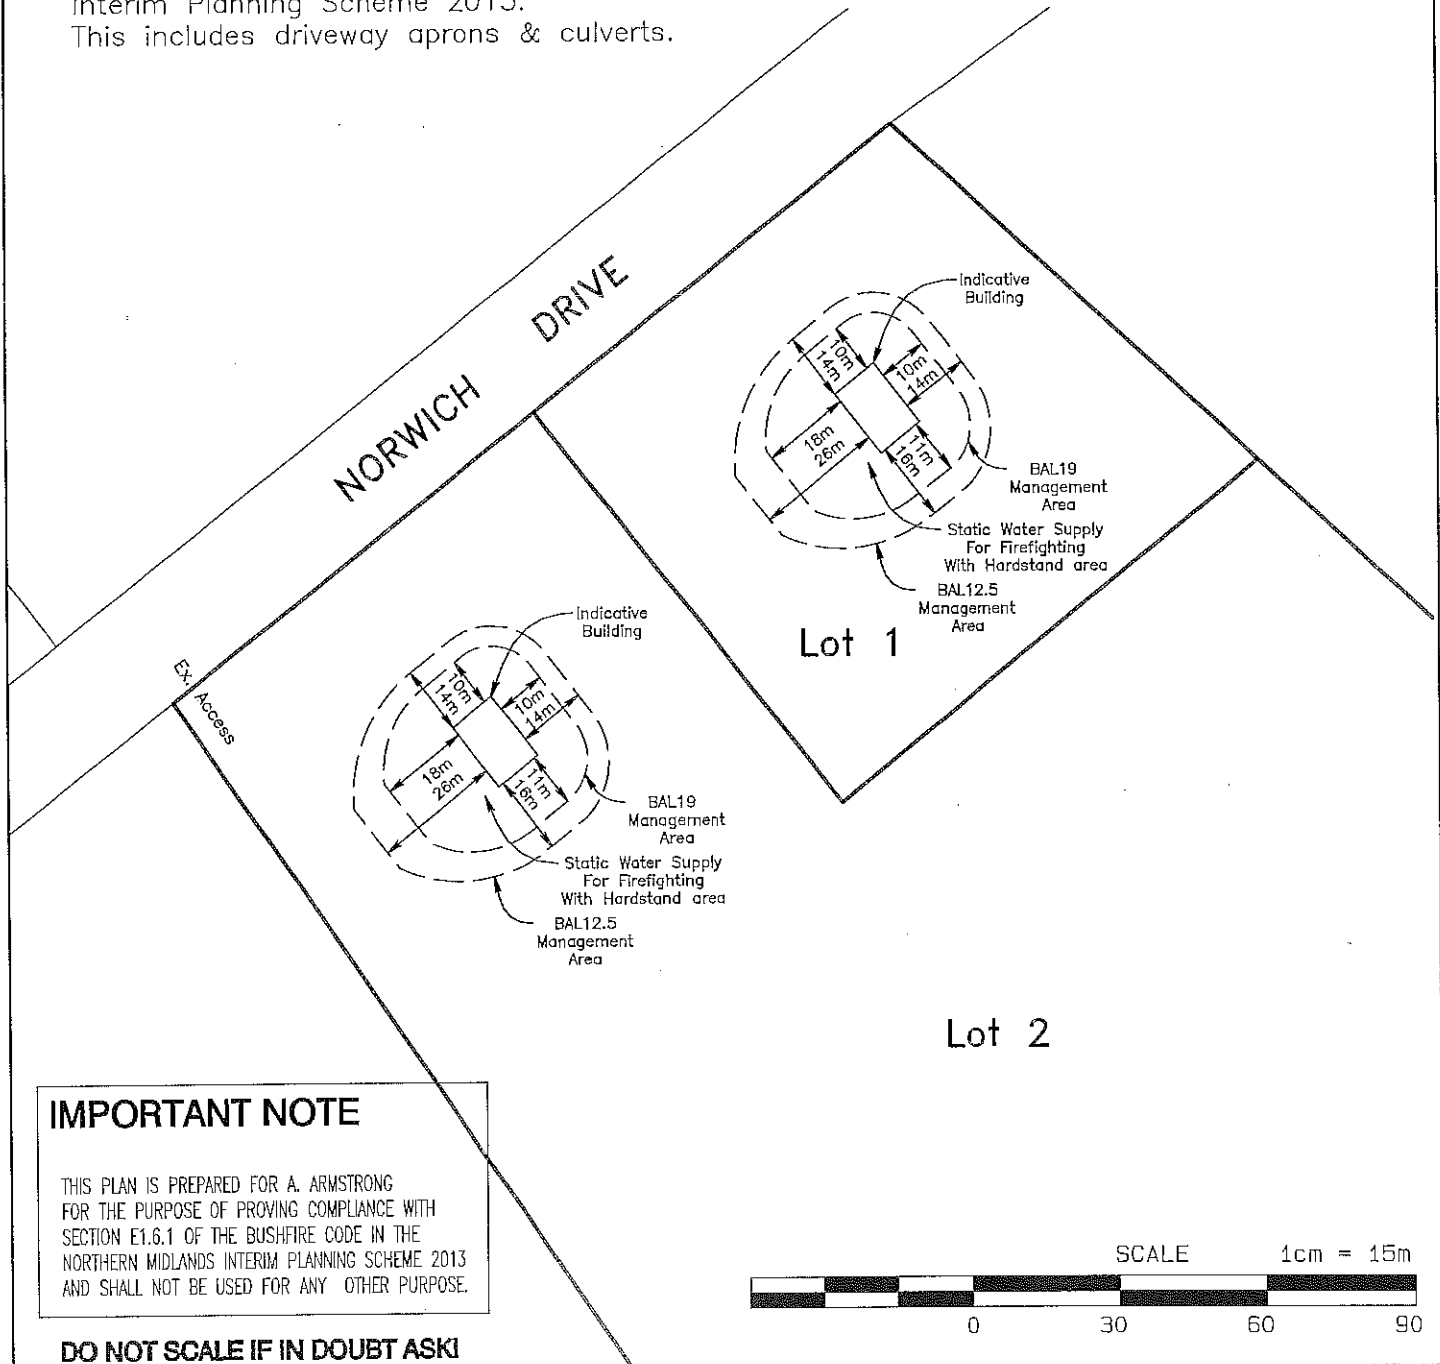 Interim Planning Scheme 2013.
This includes driveway aprons & culverts.
NORWICH DRIVE
Indicative
Building
10m
14m
10m
14m
18m
26m
11m
16m
BAL19
Management
Area
Static Water Supply
For Firefighting
With Hardstand area
BAL12.5
Management
Area
Lot 1
Ex. Access
Indicative
Building
10m
14m
10m
14m
18m
26m
11m
16m
BAL19
Management
Area
Static Water Supply
For Firefighting
With Hardstand area
BAL12.5
Management
Area
Lot 2
IMPORTANT NOTE
THIS PLAN IS PREPARED FOR A. ARMSTRONG
FOR THE PURPOSE OF PROVING COMPLIANCE WITH
SECTION E1.6.1 OF THE BUSHFIRE CODE IN THE
NORTHERN MIDLANDS INTERIM PLANNING SCHEME 2013
AND SHALL NOT BE USED FOR ANY OTHER PURPOSE.
DO NOT SCALE IF IN DOUBT ASK!
SCALE 1cm = 15m
0 30 60 90